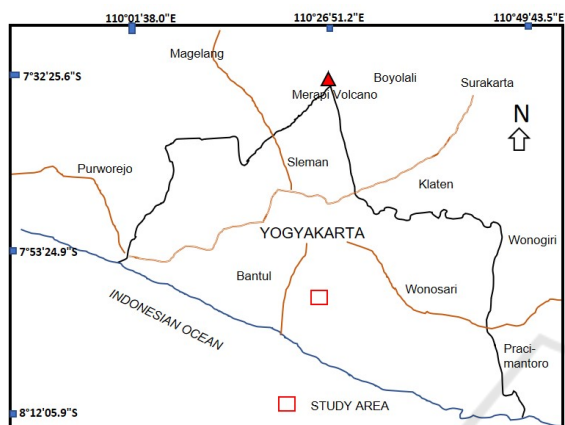 110°01'38.0"E
110°26'51.2"E
110°49'43.5"E
Magelang
7°32'25.6"S
Boyolali
Surakarta
Merapi Volcano
N
Sleman
Purworejo
Klaten
YOGYAKARTA
Wonogiri
7°53'24.9"S
Bantul
Wonosari
INDONESIAN OCEAN
Praci-
mantoro
STUDY AREA
8°12'05.9"S